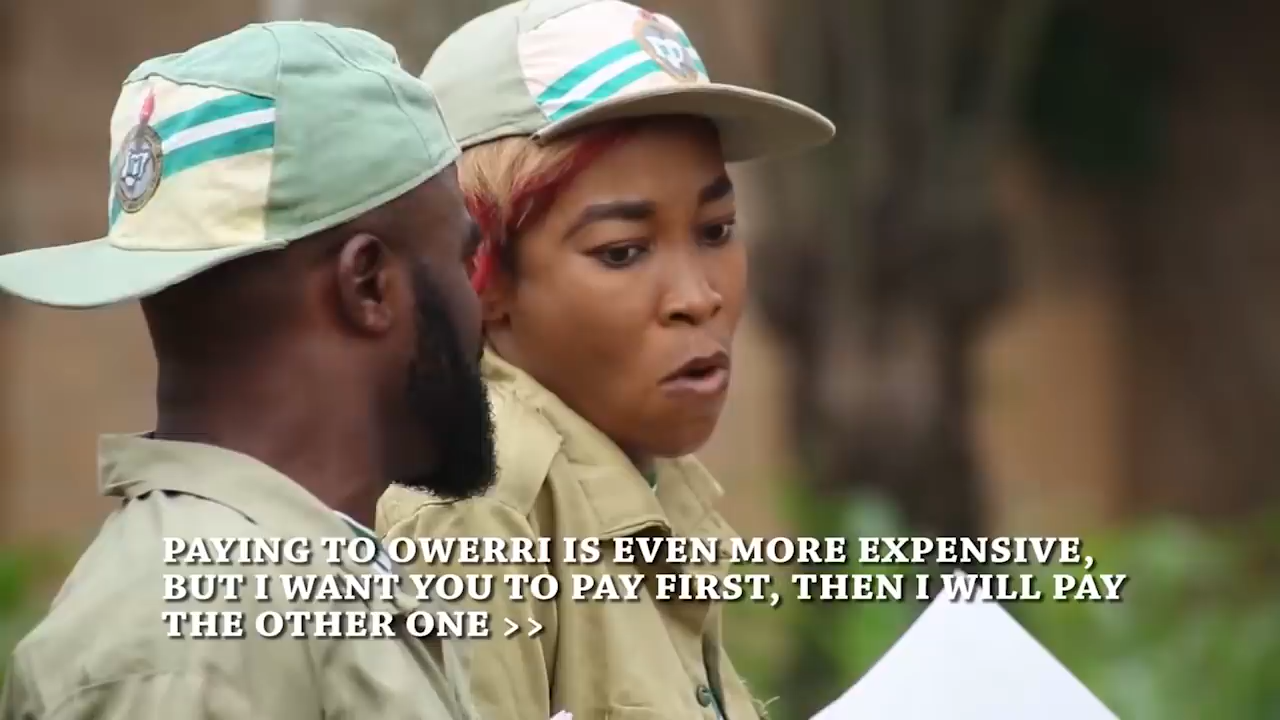 PAYING TO OWERRI IS EVEN MORE EXPENSIVE,
BUT I WANT YOU TO PAY FIRST, THEN I WILL PAY
THE OTHER ONE >>